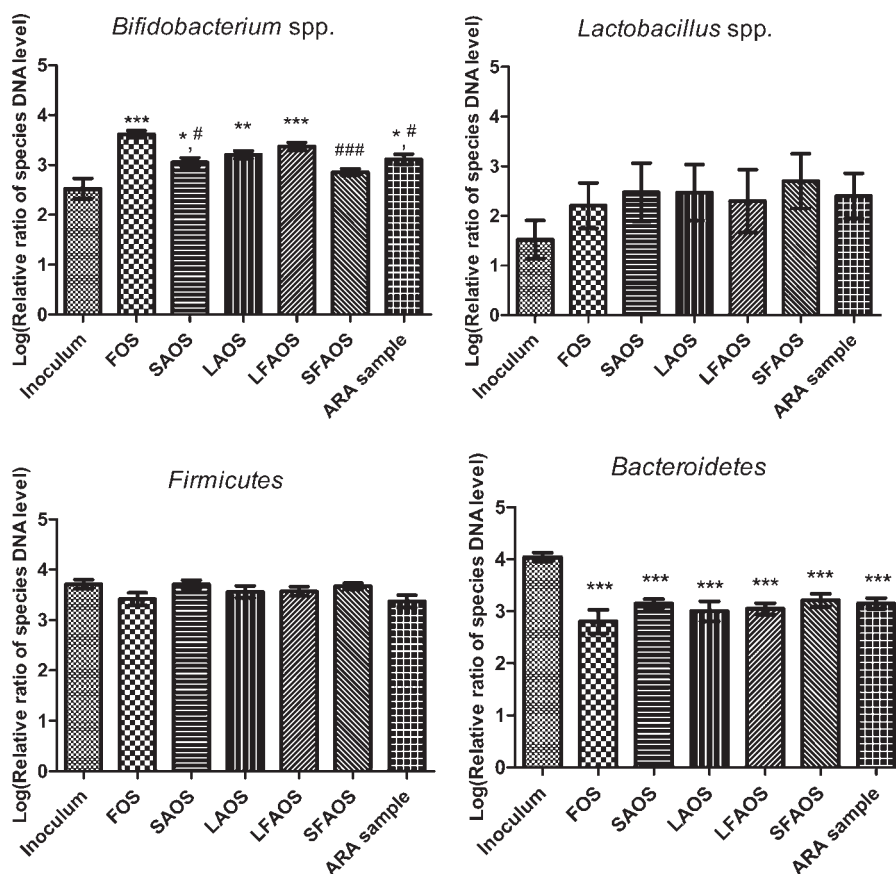 Bifidobacterium spp.
Log(Relative ratio of species DNA level)
5
4
3
2
1
0
***
*,#
**
***
###
*,#
Inoculum
FOS
SAOS
LAOS
LFAOS
SFAOS
ARA sample
Lactobacillus spp.
Log(Relative ratio of species DNA level)
5
4
3
2
1
0
Inoculum
FOS
SAOS
LAOS
LFAOS
SFAOS
ARA sample
Firmicutes
Log(Relative ratio of species DNA level)
5
4
3
2
1
0
Inoculum
FOS
SAOS
LAOS
LFAOS
SFAOS
ARA sample
Bacteroidetes
Log(Relative ratio of species DNA level)
5
4
3
2
1
0
***
***
***
***
***
***
Inoculum
FOS
SAOS
LAOS
LFAOS
SFAOS
ARA sample